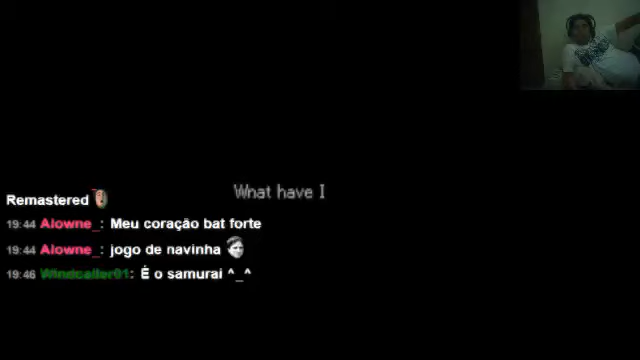 What have I
Remastered
19:44 Alowne_: Meu coração bat forte
19:44 Alowne_: jogo de navinha
19:46 Windcaller01: É o samurai ^_^